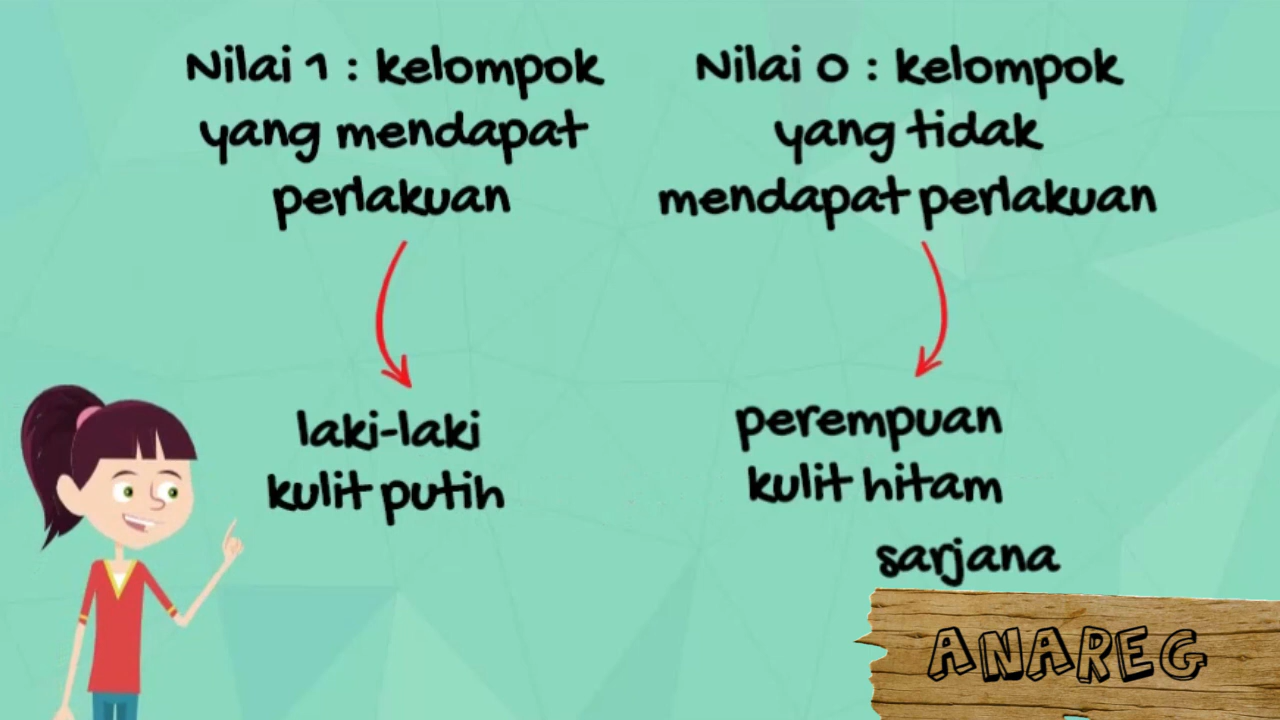 Nilai 1 : kelompok
yang mendapat
perlakuan
Nilai 0 : kelompok
yang tidak
mendapat perlakuan
laki-laki
kulit putih
perempuan
kulit hitam
sarjana
ANAREG